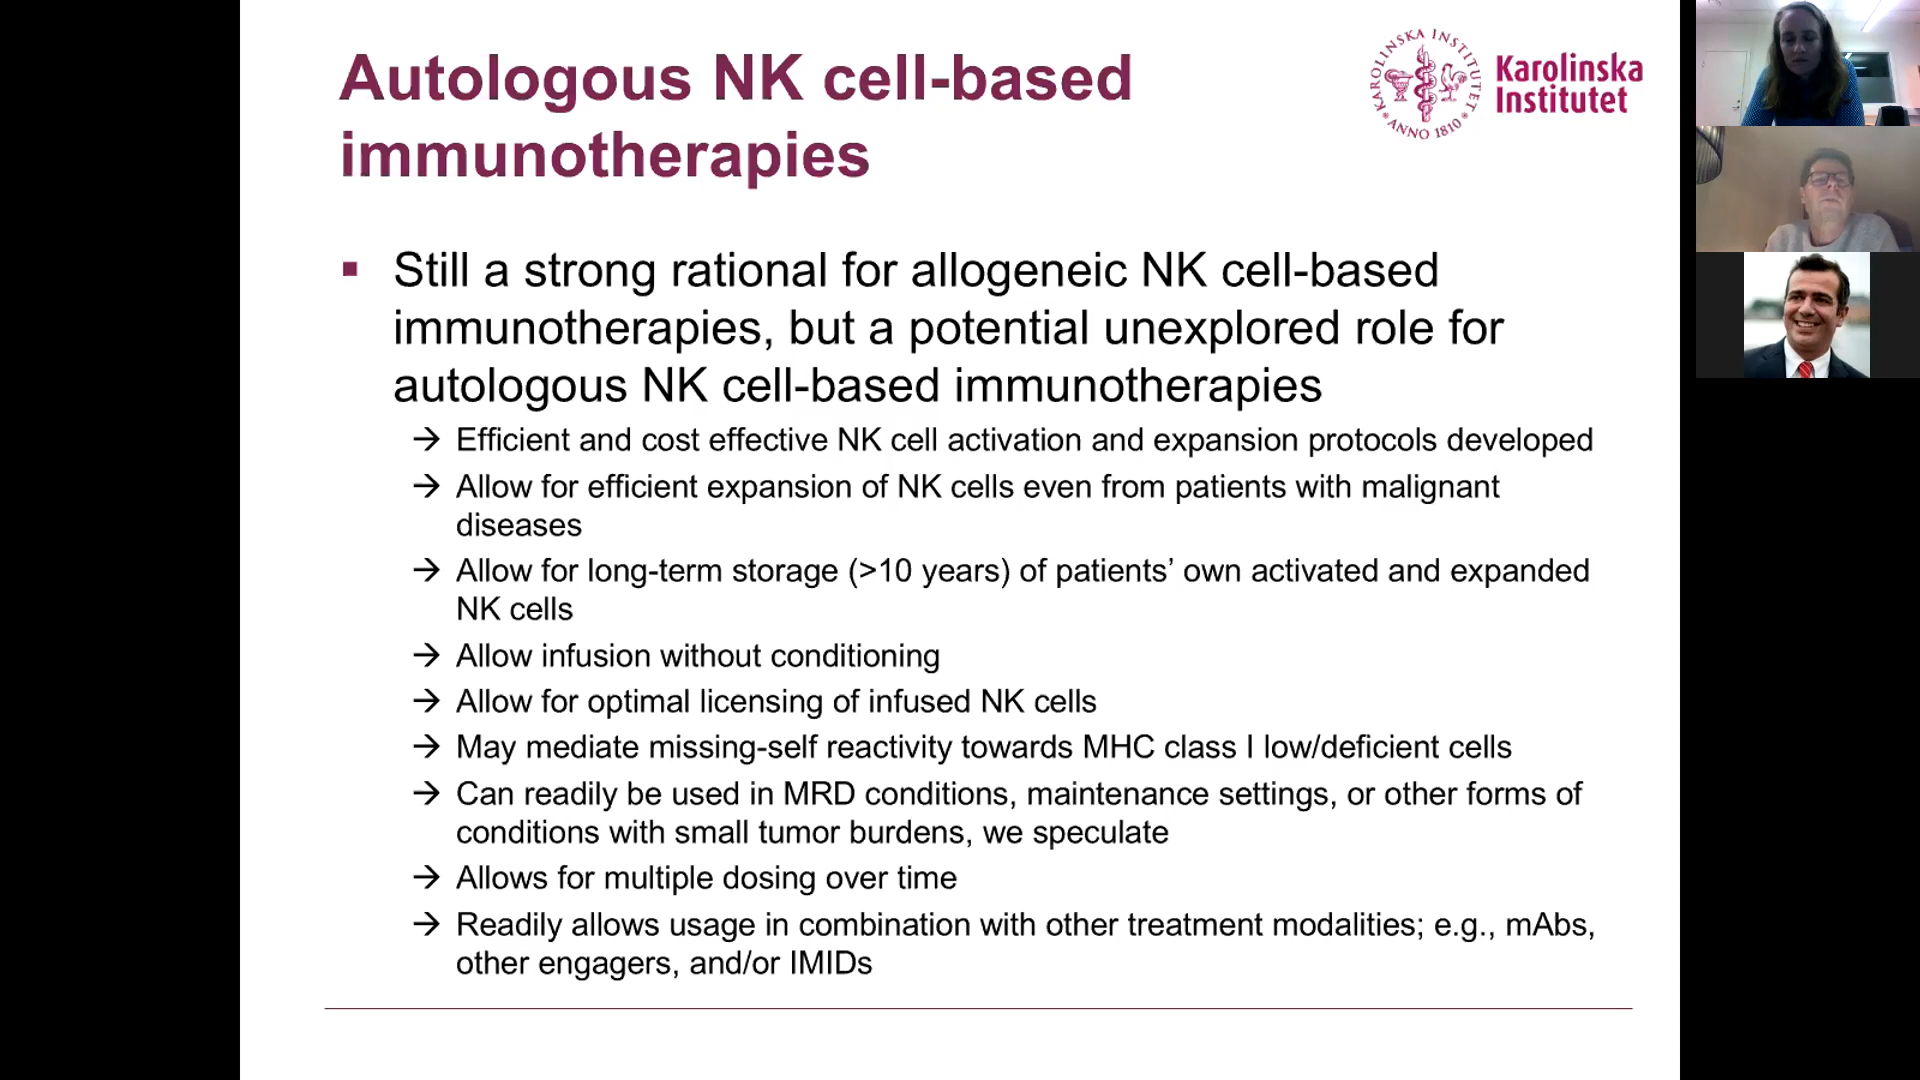 Autologous NK cell-based
immunotherapies
KAROLINSKA INSTITUTET
ANNO 1810
Karolinska
Institutet
Still a strong rational for allogeneic NK cell-based
immunotherapies, but a potential unexplored role for
autologous NK cell-based immunotherapies
→ Efficient and cost effective NK cell activation and expansion protocols developed
→ Allow for efficient expansion of NK cells even from patients with malignant
diseases
→ Allow for long-term storage (>10 years) of patients’ own activated and expanded
NK cells
→ Allow infusion without conditioning
→ Allow for optimal licensing of infused NK cells
→ May mediate missing-self reactivity towards MHC class I low/deficient cells
→ Can readily be used in MRD conditions, maintenance settings, or other forms of
conditions with small tumor burdens, we speculate
→ Allows for multiple dosing over time
→ Readily allows usage in combination with other treatment modalities; e.g., mAbs,
other engagers, and/or IMIDs